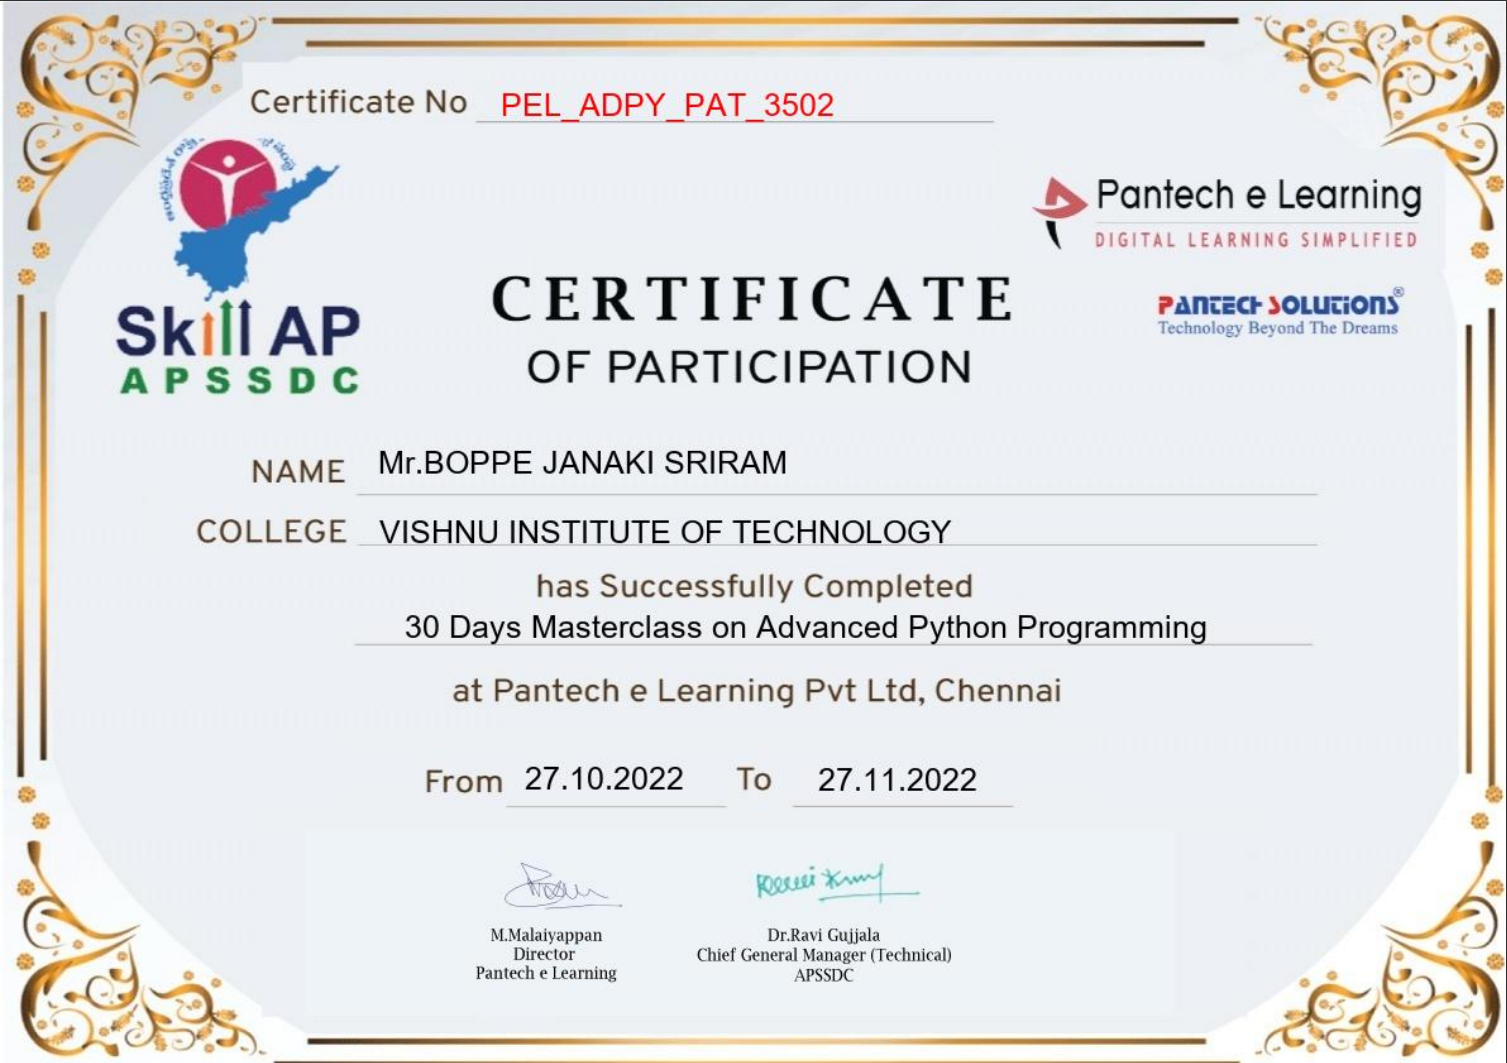 Certificate No PEL_ADPY_PAT_3502
Skill AP
APSSDC
Pantech e Learning
DIGITAL LEARNING SIMPLIFIED
PANTECH SOLUTIONS®
Technology Beyond The Dreams
CERTIFICATE
OF PARTICIPATION
NAME Mr.BOPPE JANAKI SRIRAM
COLLEGE VISHNU INSTITUTE OF TECHNOLOGY
has Successfully Completed
30 Days Masterclass on Advanced Python Programming
at Pantech e Learning Pvt Ltd, Chennai
From 27.10.2022 To 27.11.2022
M.Malaiyappan
Director
Pantech e Learning
Dr.Ravi Gujjala
Chief General Manager (Technical)
APSSDC